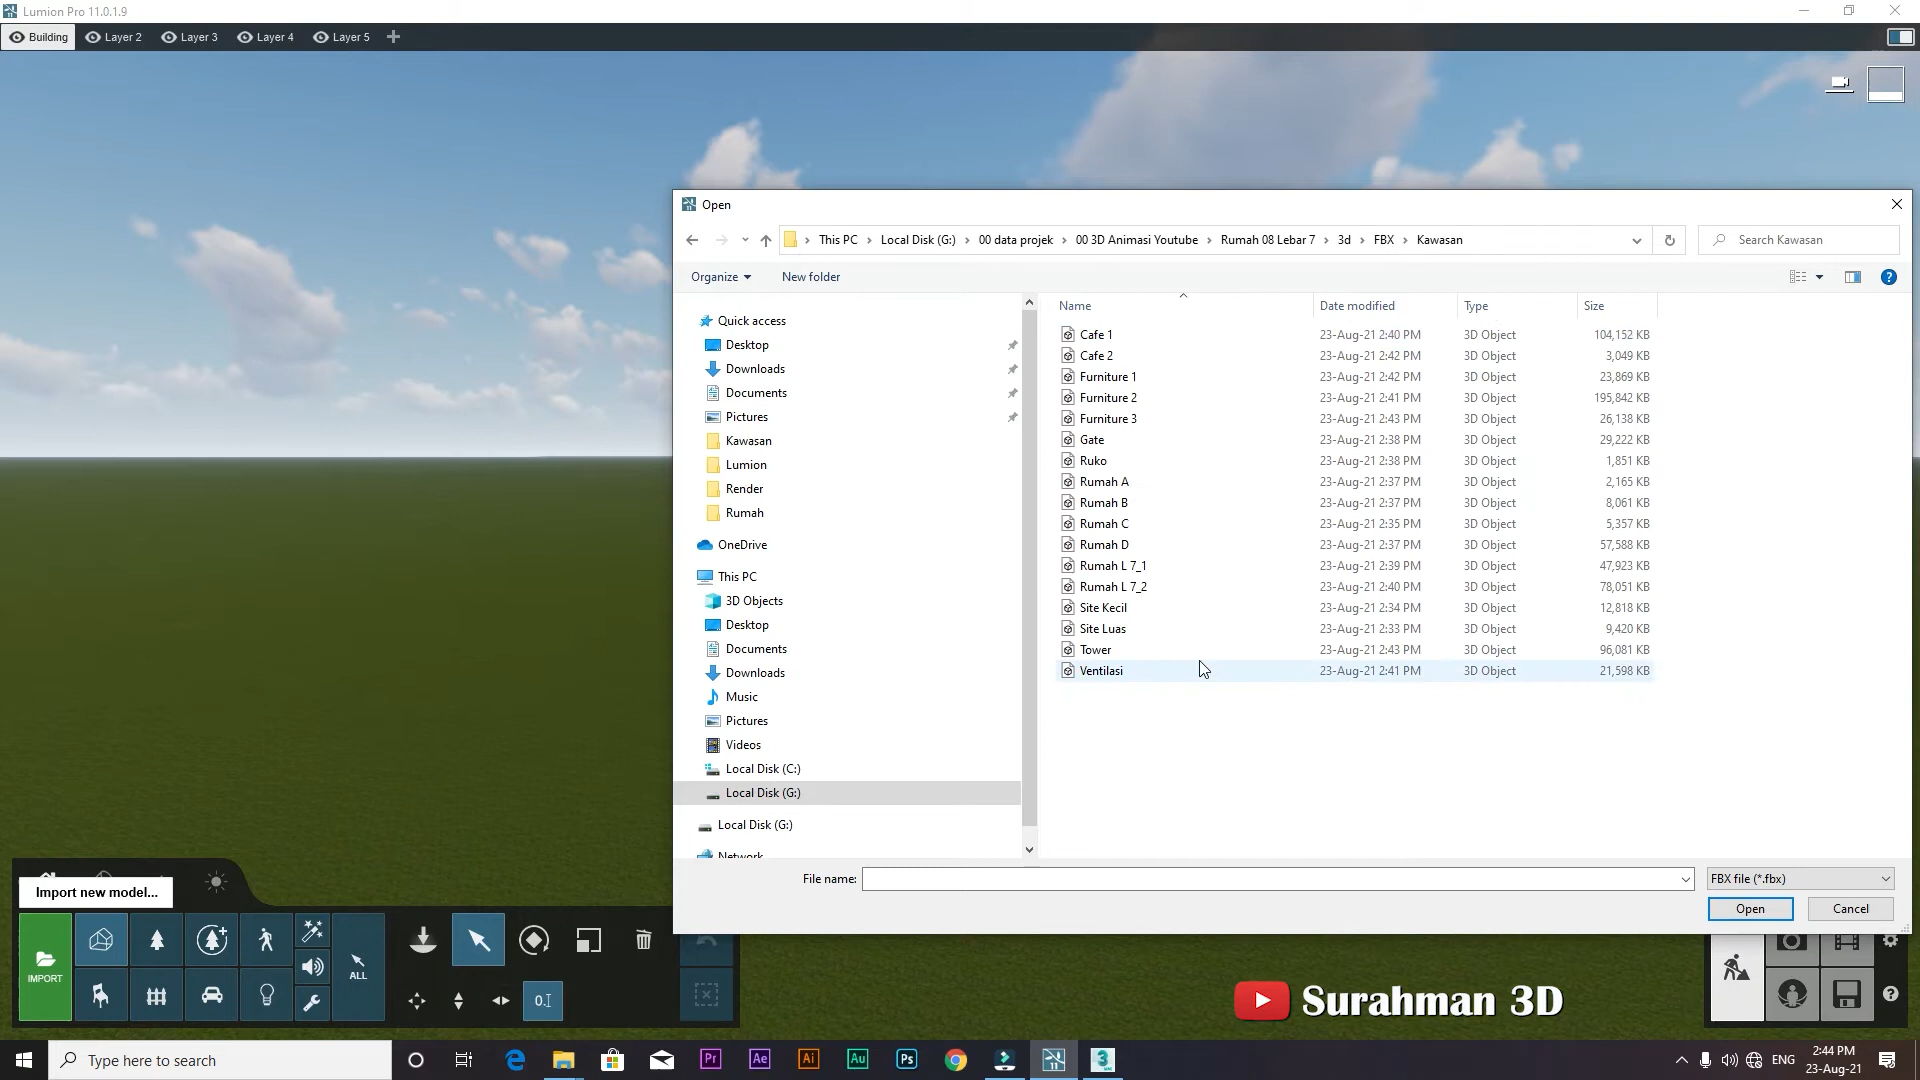 Lumion Pro 11.0.1.9
Building
Layer 2
Layer 3
Layer 4
Layer 5
Open
This PC
Local Disk (G:)
00 data projek
00 3D Animasi Youtube
Rumah 08 Lebar 7
3d
FBX
Kawasan
Search Kawasan
Organize
New folder
Name
Date modified
Type
Size
Quick access
Desktop
Downloads
Documents
Pictures
Kawasan
Lumion
Render
Rumah
OneDrive
This PC
3D Objects
Desktop
Documents
Downloads
Music
Pictures
Videos
Local Disk (C:)
Local Disk (G:)
Local Disk (G:)
Network
Cafe 1 23-Aug-21 2:40 PM 3D Object 104,152 KB
Cafe 2 23-Aug-21 2:42 PM 3D Object 3,049 KB
Furniture 1 23-Aug-21 2:42 PM 3D Object 23,869 KB
Furniture 2 23-Aug-21 2:41 PM 3D Object 195,842 KB
Furniture 3 23-Aug-21 2:43 PM 3D Object 26,138 KB
Gate 23-Aug-21 2:38 PM 3D Object 29,222 KB
Ruko 23-Aug-21 2:38 PM 3D Object 1,851 KB
Rumah A 23-Aug-21 2:37 PM 3D Object 2,165 KB
Rumah B 23-Aug-21 2:37 PM 3D Object 8,061 KB
Rumah C 23-Aug-21 2:35 PM 3D Object 5,357 KB
Rumah D 23-Aug-21 2:37 PM 3D Object 57,588 KB
Rumah L 7_1 23-Aug-21 2:39 PM 3D Object 47,923 KB
Rumah L 7_2 23-Aug-21 2:40 PM 3D Object 78,051 KB
Site Kecil 23-Aug-21 2:34 PM 3D Object 12,818 KB
Site Luas 23-Aug-21 2:33 PM 3D Object 9,420 KB
Tower 23-Aug-21 2:43 PM 3D Object 96,081 KB
Ventilasi 23-Aug-21 2:41 PM 3D Object 21,598 KB
File name:
FBX file (*.fbx)
Open
Cancel
Import new model...
IMPORT
ALL
Surahman 3D
Type here to search
Pr
Ae
Ai
Au
Ps
11
3
ENG
2:44 PM
23-Aug-21